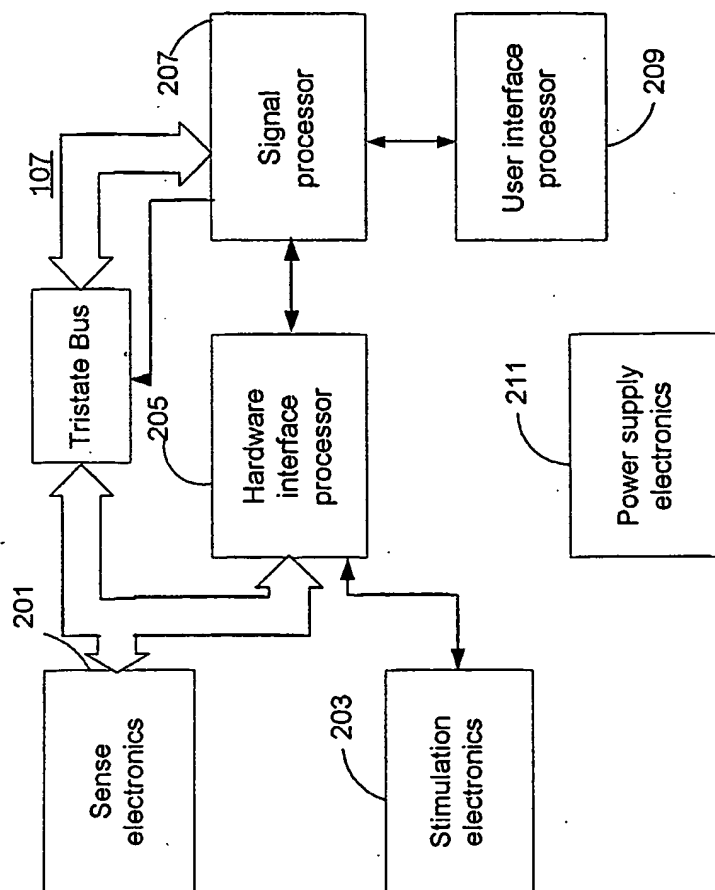 107
201
Sense
electronics
Tristate Bus
207
Signal
processor
205
Hardware
interface
processor
203
Stimulation
electronics
User interface
processor
209
211
Power supply
electronics